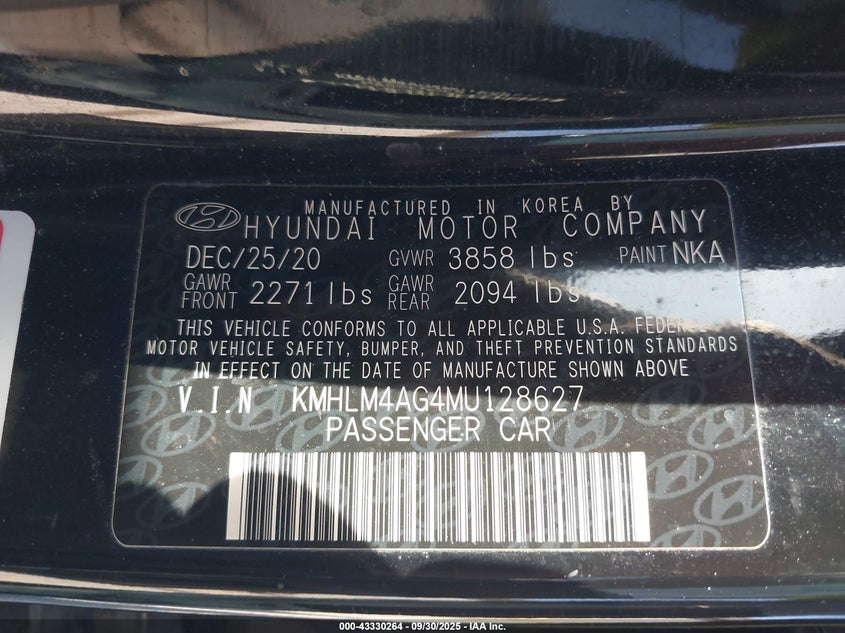 MANUFACTURED IN KOREA BY
HYUNDAI MOTOR COMPANY
DEC/25/20 GVWR 3858 lbs PAINT NKA
GAWR FRONT 2271 lbs GAWR REAR 2094 lbs
THIS VEHICLE CONFORMS TO ALL APPLICABLE U.S.A. FEDERAL
MOTOR VEHICLE SAFETY, BUMPER, AND THEFT PREVENTION STANDARDS
IN EFFECT ON THE DATE OF MANUFACTURE SHOWN ABOVE
V.I.N KMHLM4AG4MU128627
PASSENGER CAR
000-43330264 - 09/30/2025 - IAA Inc.